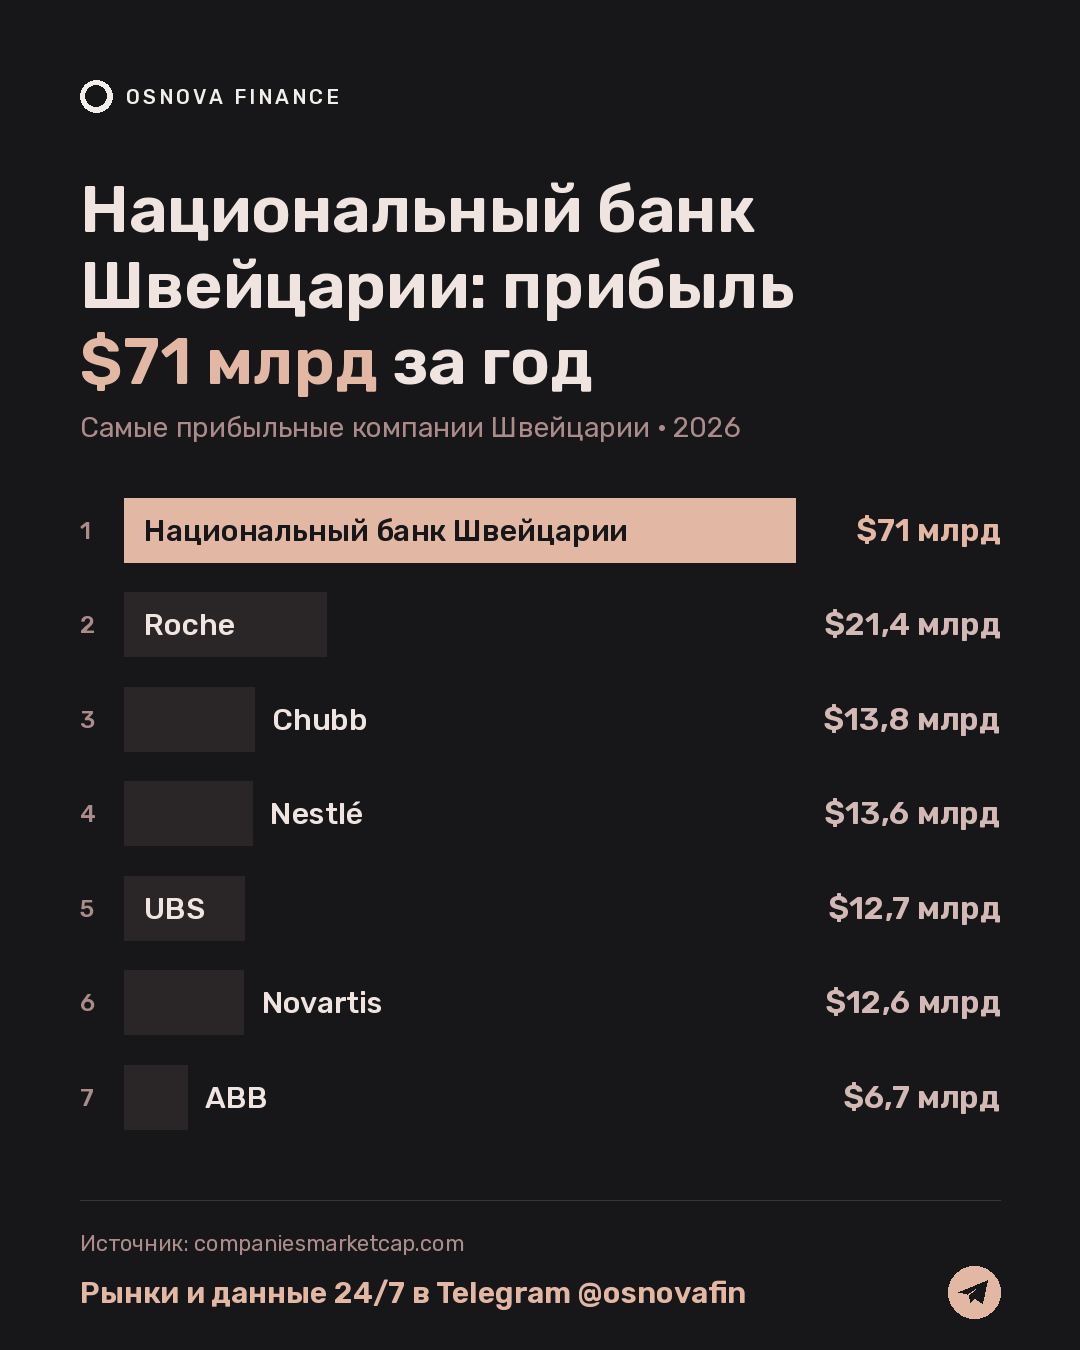 OSNOVA FINANCE
Национальный банк
Швейцарии: прибыль
$71 млрд за год
Самые прибыльные компании Швейцарии • 2026
1 Национальный банк Швейцарии $71 млрд
2 Roche $21,4 млрд
3 Chubb $13,8 млрд
4 Nestlé $13,6 млрд
5 UBS $12,7 млрд
6 Novartis $12,6 млрд
7 ABB $6,7 млрд
Источник: companiesmarketcap.com
Рынки и данные 24/7 в Telegram @osnovafin